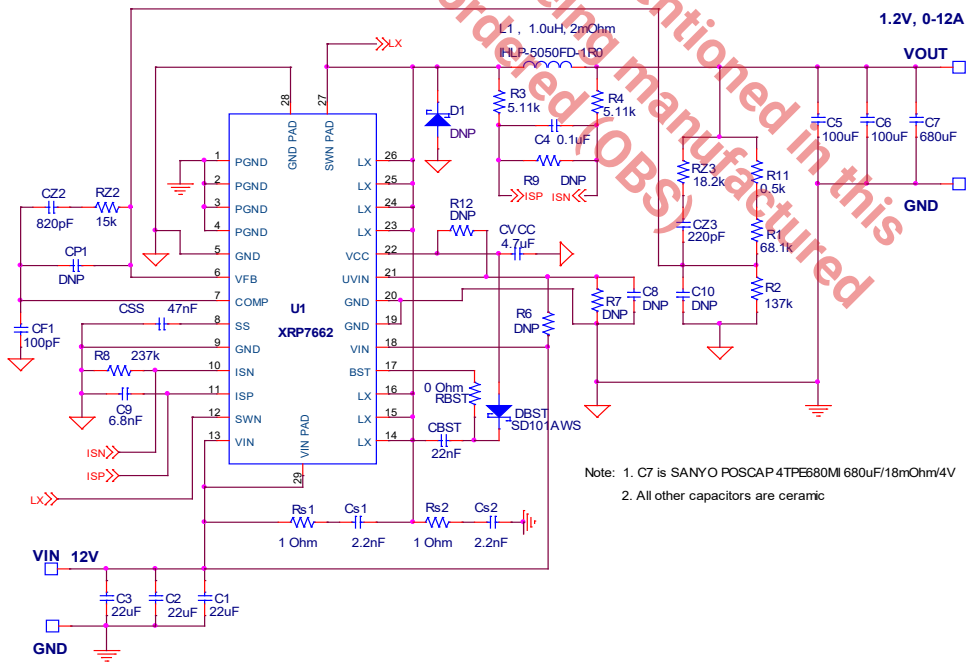 1.2V, 0-12A
VOUT
GND
L1 , 1.0uH, 2mOhm
IHLP-5050FD-1R0
LX
R3
5.11k
R4
5.11k
C4 0.1uF
R9 DNP
ISP ISN
D1
DNP
C5
100uF
C6
100uF
C7
680uF
RZ3
18.2k
R11
0.5k
CZ3
220pF
R1
68.1k
C10
DNP
R2
137k
28
27
GND PAD
SWN PAD
1 PGND
2 PGND
3 PGND
4 PGND
5 GND
6 VFB
7 COMP
8 SS
9 GND
10 ISN
11 ISP
12 SWN
13 VIN
LX 26
LX 25
LX 24
LX 23
VCC 22
UVIN 21
GND 20
GND 19
VIN 18
BST 17
LX 16
LX 15
LX 14
U1
XRP7662
VIN PAD
29
CZ2
820pF
RZ2
15k
CP1
DNP
CF1
100pF
CSS 47nF
R8 237k
C9
6.8nF
ISN
ISP
LX
R12
DNP
CVCC
4.7uF
R6
DNP
R7
DNP
C8
DNP
0 Ohm
RBST
DBST
SD101AWS
CBST
22nF
Rs1
1 Ohm
Cs1
2.2nF
Rs2
1 Ohm
Cs2
2.2nF
Note: 1. C7 is SANYO POSCAP 4TPE680MI 680uF/18mOhm/4V
2. All other capacitors are ceramic
VIN 12V
C3
22uF
C2
22uF
C1
22uF
GND
mentioned in this
being manufactured
ordered (OBS)